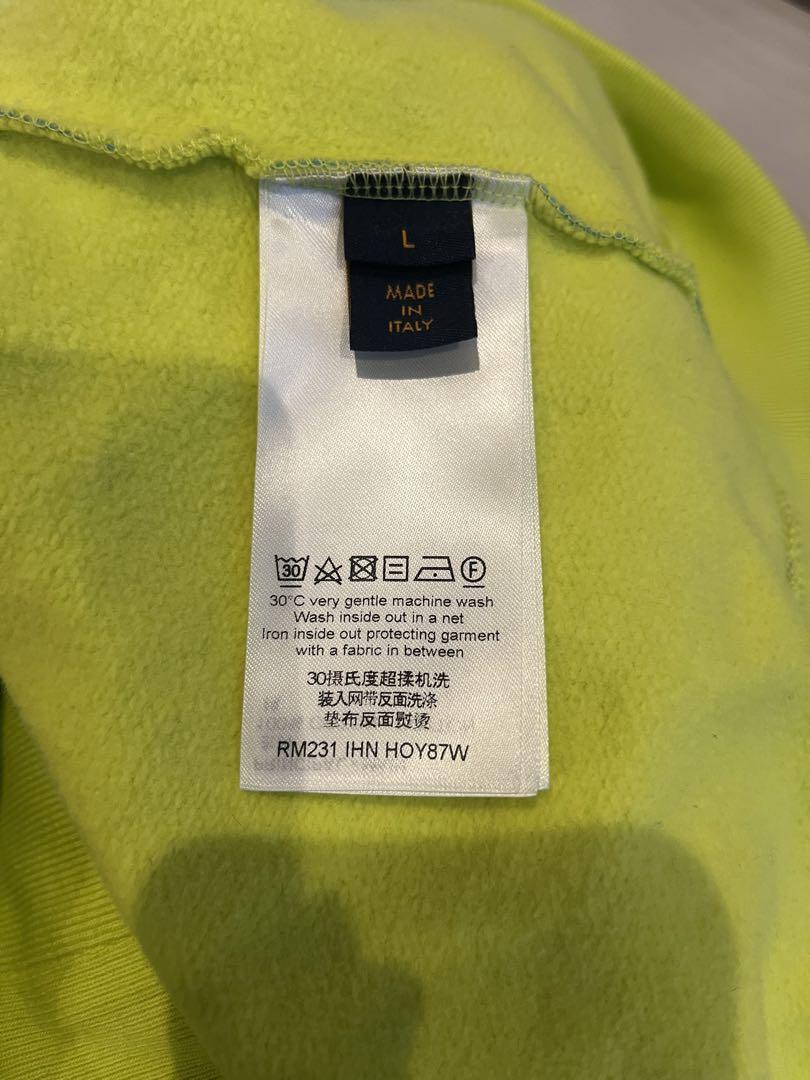 L
MADE
IN
ITALY
30 F
30°C very gentle machine wash
Wash inside out in a net
Iron inside out protecting garment
with a fabric in between
30摄氏度超揉机洗
装入网带反面洗涤
垫布反面熨烫
RM231 IHN HOY87W